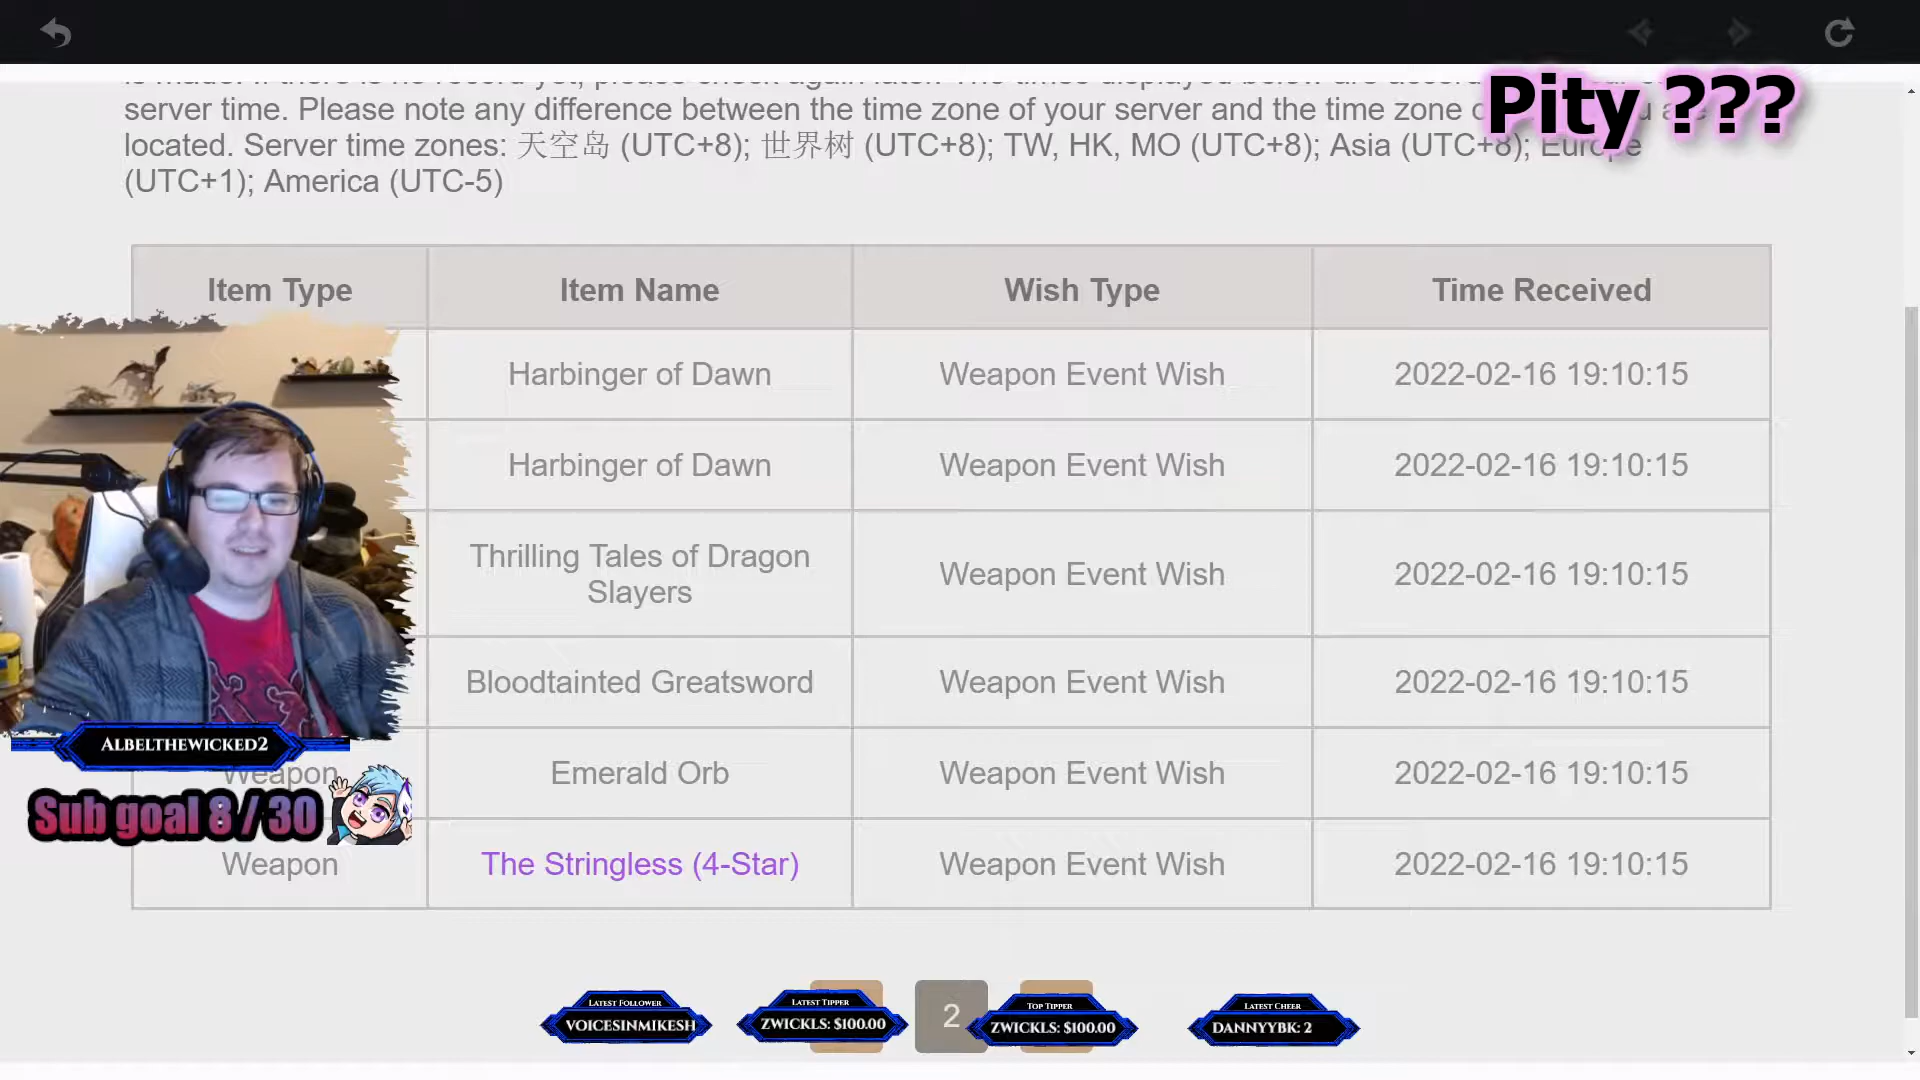 Pity ???
server time. Please note any difference between the time zone of your server and the time zone
located. Server time zones: 天空岛 (UTC+8); 世界树 (UTC+8); TW, HK, MO (UTC+8); Asia (UTC+8); Europe
(UTC+1); America (UTC-5)
Item Type Item Name Wish Type Time Received
Harbinger of Dawn Weapon Event Wish 2022-02-16 19:10:15
Harbinger of Dawn Weapon Event Wish 2022-02-16 19:10:15
Thrilling Tales of Dragon
Slayers Weapon Event Wish 2022-02-16 19:10:15
Bloodtainted Greatsword Weapon Event Wish 2022-02-16 19:10:15
ALBELTHEWICKED2
Weapon Emerald Orb Weapon Event Wish 2022-02-16 19:10:15
Sub goal 8/30
Weapon The Stringless (4-Star) Weapon Event Wish 2022-02-16 19:10:15
LATEST FOLLOWER
VOICESINMIKESH
LATEST TIPPER
ZWICKLS: $100.00
2
TOP TIPPER
ZWICKLS: $100.00
LATEST CHEER
DANNYYBK: 2